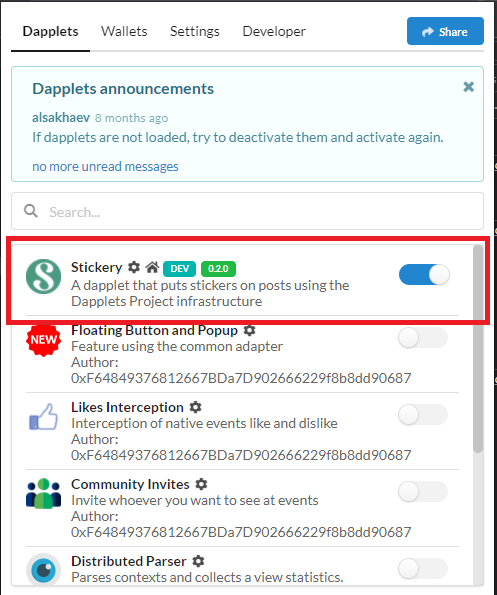 Dapplets Wallets Settings Developer Share
Dapplets announcements
alsakhaev 8 months ago
If dapplets are not loaded, try to deactivate them and activate again.
no more unread messages
Search...
Stickery DEV 0.2.0
A dapplet that puts stickers on posts using the
Dapplets Project infrastructure
NEW
Floating Button and Popup
Feature using the common adapter
Author:
0xF64849376812667BDa7D902666229f8b8dd90687
Likes Interception
Interception of native events like and dislike
Author:
0xF64849376812667BDa7D902666229f8b8dd90687
Community Invites
Invite whoever you want to see at events
Author:
0xF64849376812667BDa7D902666229f8b8dd90687
Distributed Parser
Parses contexts and collects a view statistics.